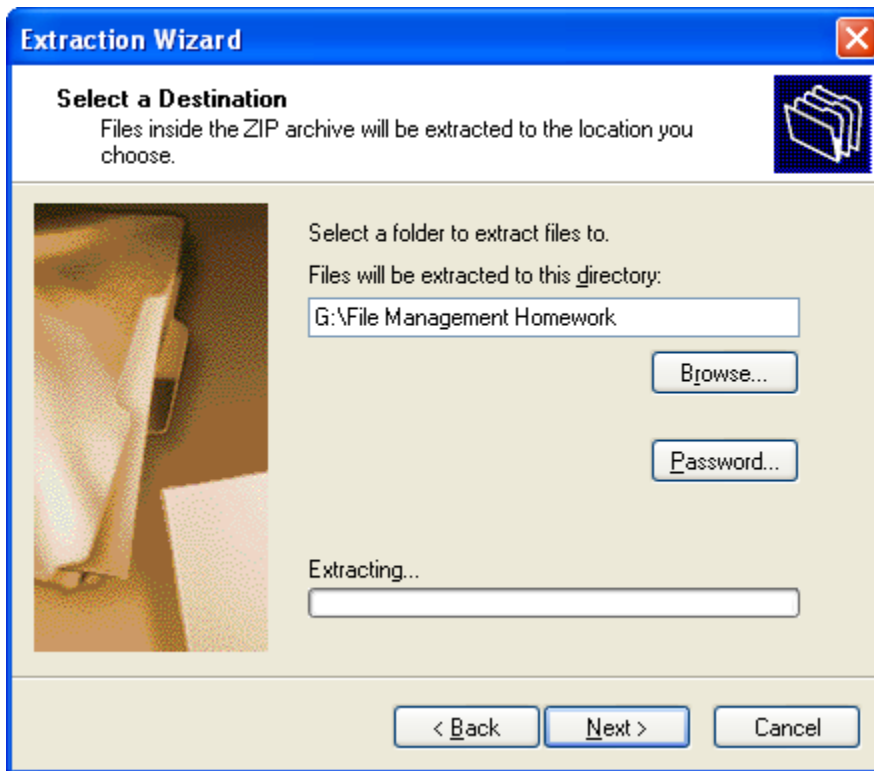 Extraction Wizard
Select a Destination
Files inside the ZIP archive will be extracted to the location you
choose.
Select a folder to extract files to.
Files will be extracted to this directory:
G:\File Management Homework
Browse...
Password...
Extracting...
< Back
Next >
Cancel